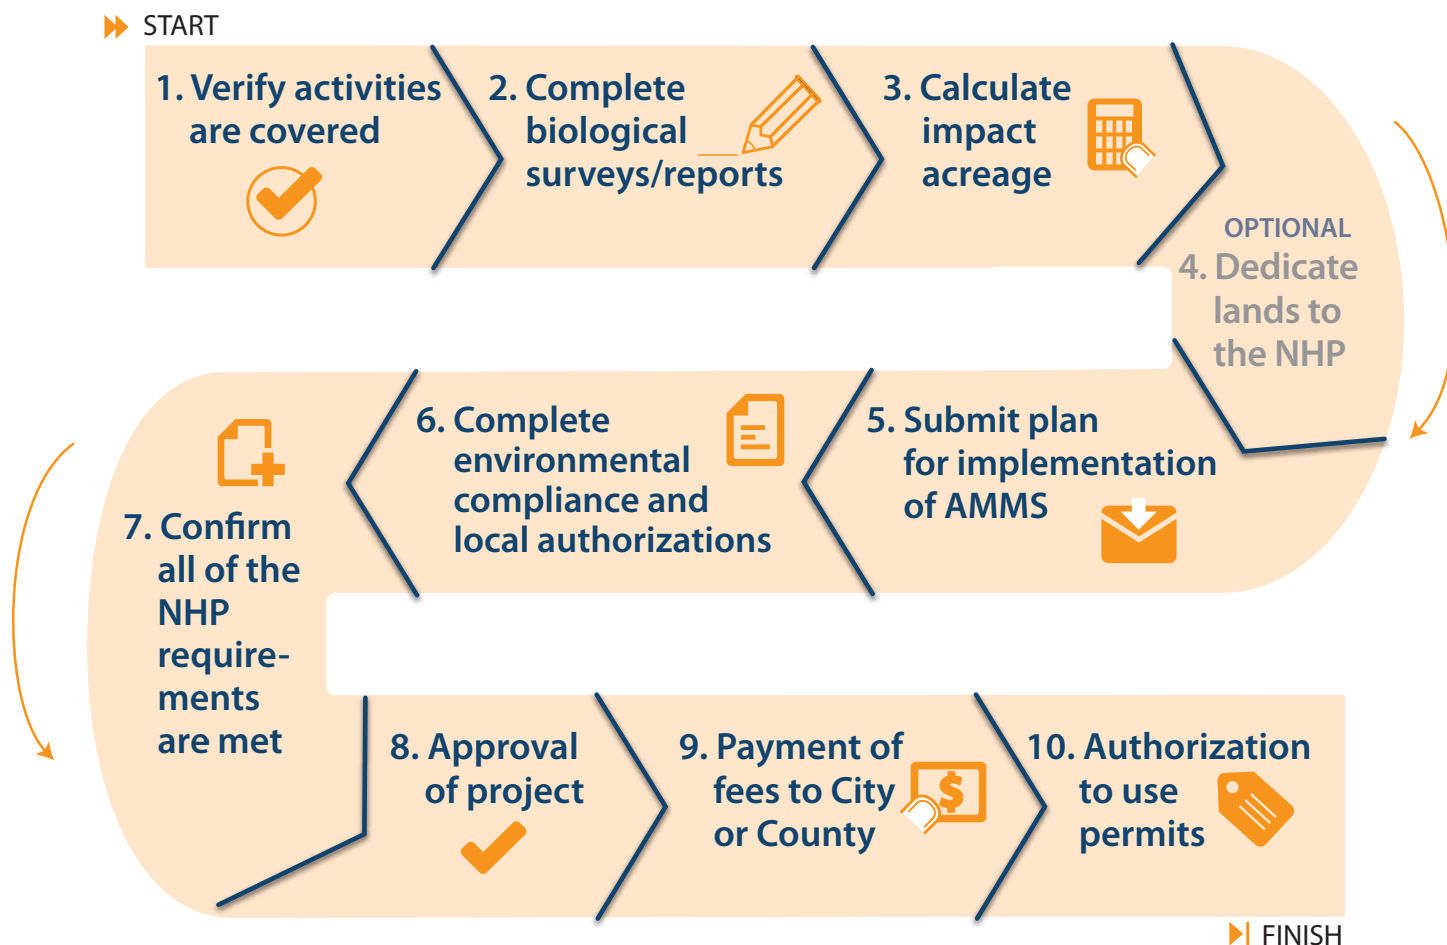 START
1. Verify activities
are covered
2. Complete
biological
surveys/reports
3. Calculate
impact
acreage
OPTIONAL
4. Dedicate
lands to
the NHP
5. Submit plan
for implementation
of AMMS
6. Complete
environmental
compliance and
local authorizations
7. Confirm
all of the
NHP
require-
ments
are met
8. Approval
of project
9. Payment of
fees to City
or County
$
10. Authorization
to use
permits
FINISH